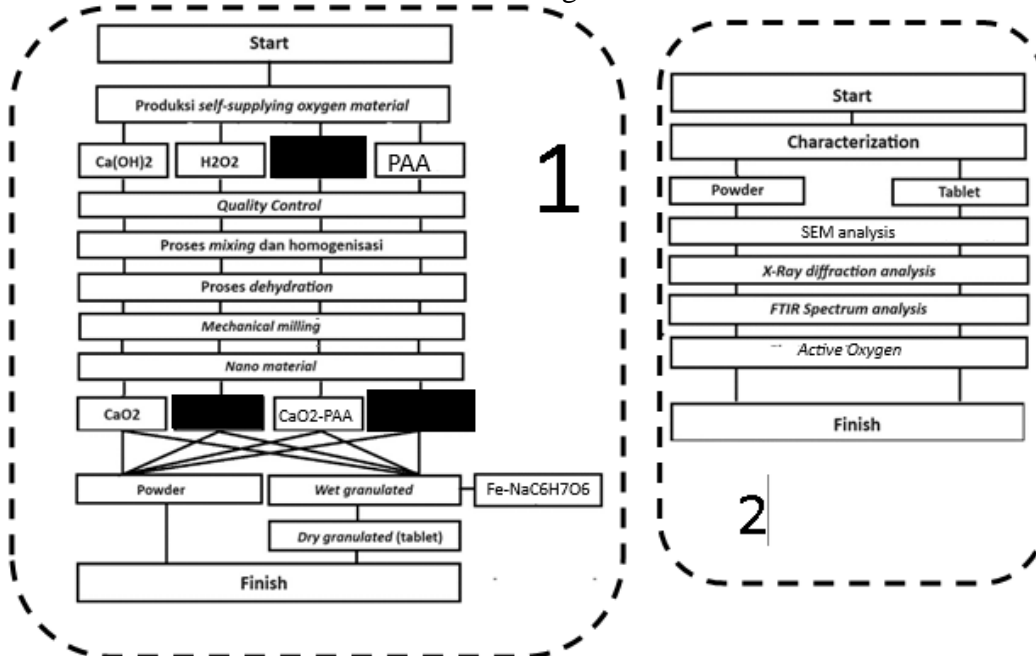 Start
Produksi self-supplying oxygen material
Ca(OH)2
H2O2
PAA
1
Quality Control
Proses mixing dan homogenisasi
Proses dehydration
Mechanical milling
Nano material
CaO2
CaO2-PAA
Powder
Wet granulated
Fe-NaC6H7O6
Dry granulated (tablet)
Finish
Start
Characterization
Powder
Tablet
SEM analysis
X-Ray diffraction analysis
FTIR Spectrum analysis
Active Oxygen
Finish
2